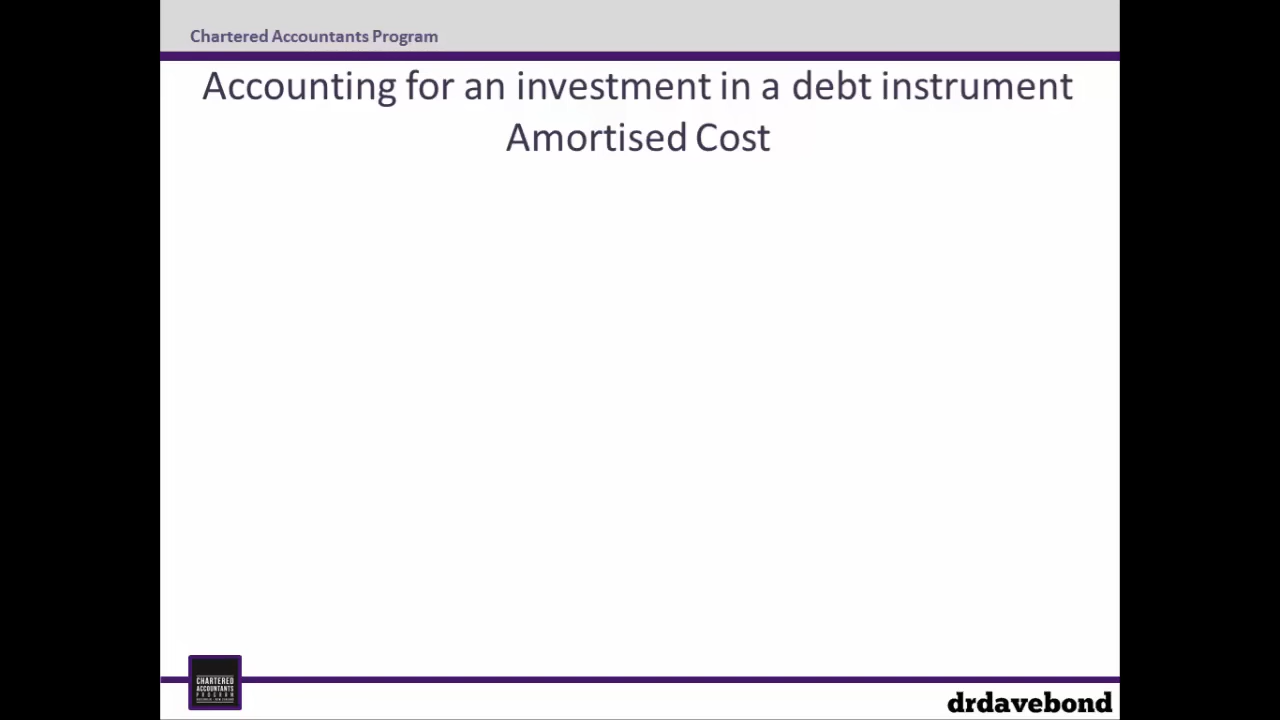 Chartered Accountants Program
Accounting for an investment in a debt instrument
Amortised Cost
CHARTERED
ACCOUNTANTS
PROGRAM
drdavebond